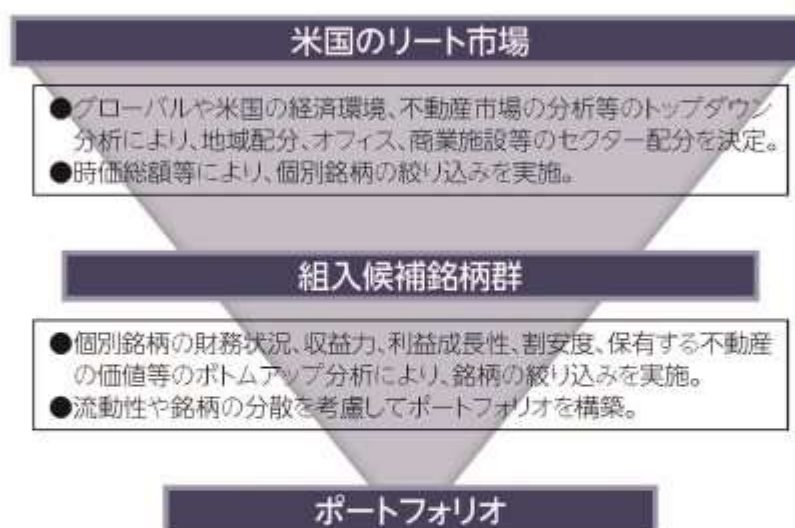 米国のリート市場
●グローバルや米国の経済環境、不動産市場の分析等のトップダウン
分析により、地域配分、オフィス、商業施設等のセクター配分を決定。
●時価総額等により、個別銘柄の絞り込みを実施。
組入候補銘柄群
●個別銘柄の財務状況、収益力、利益成長性、割安度、保有する不動産
の価値等のボトムアップ分析により、銘柄の絞り込みを実施。
●流動性や銘柄の分散を考慮してポートフォリオを構築。
ポートフォリオ